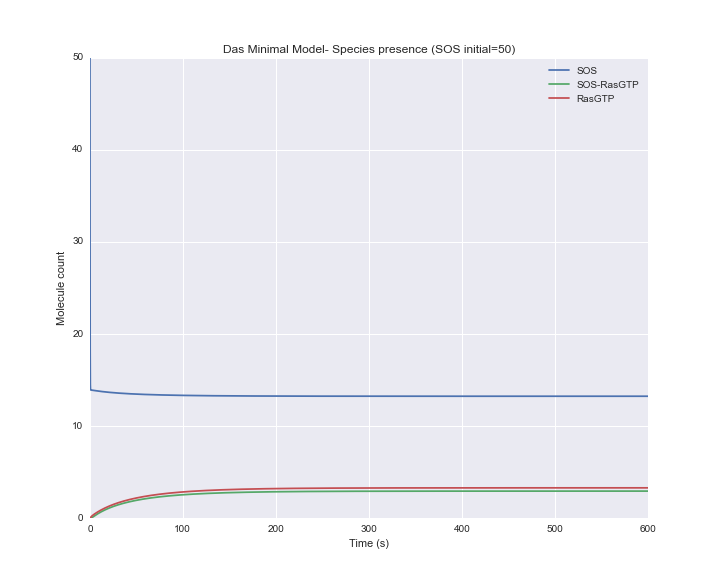 Das Minimal Model- Species presence (SOS initial=50)
50
40
30
20
10
0
Molecule count
SOS
SOS-RasGTP
RasGTP
0 100 200 300 400 500 600
Time (s)